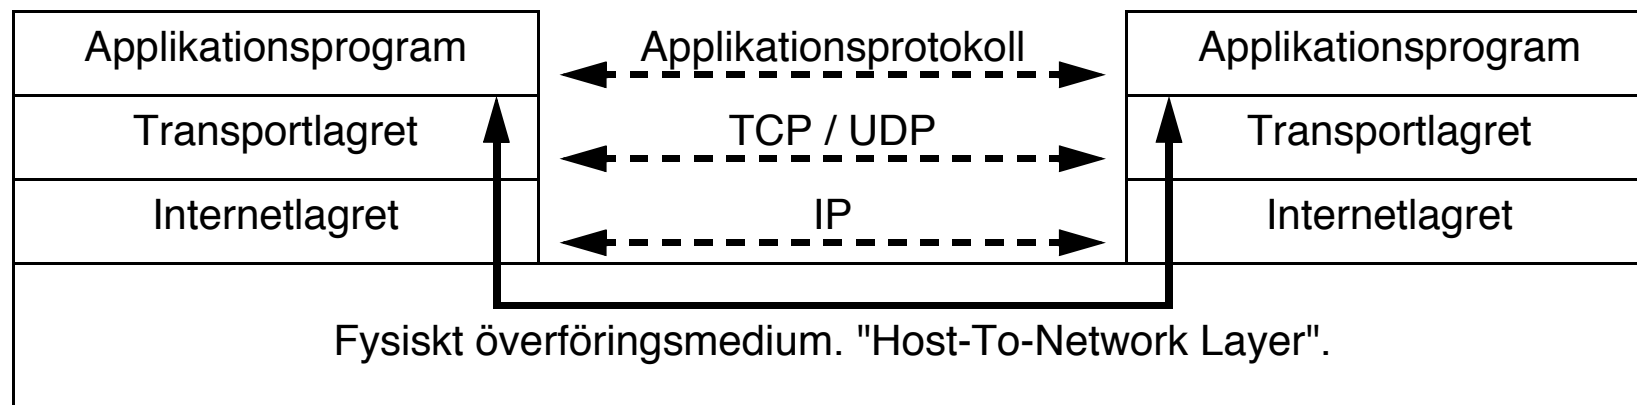 Applikationsprogram Applikationsprotokoll Applikationsprogram
Transportlagret TCP / UDP Transportlagret
Internetlagret IP Internetlagret
Fysiskt överföringsmedium. "Host-To-Network Layer".